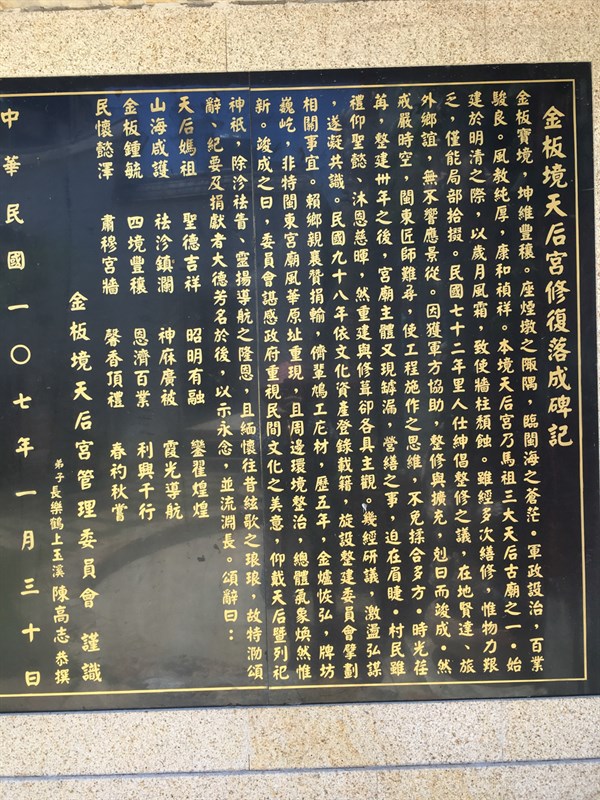 金板境天后宮修復落成碑記
金板寶境,坤維豐穰。座煙墩之陬隅,臨閩海之蒼茫。軍政設治,百業
駿良。風教純厚,康和禎祥。本境天后宮乃馬祖三大天后古廟之一。始
建於明清之際,以歲月風霜,致使牆柱頹蝕。雖經多次繕修,惟物力艱
乏,僅能局部拾掇。民國七十二年里人仕紳倡整修之議,在地賢達、旅
外鄉誼,無不響應景從。因獲軍方協助,整修與擴充,剋日而竣成。然
戒嚴時空,閩東匠師難尋,使工程施作之思維,不免揉合多方。時光荏
苒,整建卅年之後,宮廟主體又現罅漏,營繕之事,迫在眉睫。村民雖
禮仰聖懿、沐恩慈暉,然重建與修葺卻各具主觀。幾經研議,激盪弘謀
,遂凝共識。民國九十八年依文化資產登錄載籍,旋設整建委員會擘劃
相關事宜。賴鄉親襄贊捐輸,儕輩鳩工庀材,歷五年,金爐恢弘,牌坊
巍屹,非特閩東宮廟風華原址重現,且周邊環境整治,總體氣象煥然惟
新。竣成之日,委員會諶感政府重視民間文化之美意,仰戴天后暨列祀
神祇,除沴祛眚、靈揚導航之隆恩,且緬懷往昔絃歌之琅琅,故特泐頌
辭、紀要及捐獻者大德芳名於後,以示永念,並流淵長。頌辭曰:
天后媽祖 聖德吉祥 昭明有融 鑾翟煌煌
山海咸護 祛沴鎮瀾 神庥廣被 霞光導航
金板鍾毓 四境豐穰 恩濟百業 利興千行
民懷懿澤 肅穆宮牆 馨香頂禮 春礿秋嘗
金板境天后宮管理委員會 謹識
弟子長樂鶴上玉溪 陳高志 恭撰
中華民國一〇七年一月三十日